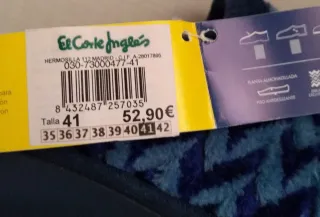 El Corte Inglés
HERMOSILLA 112 MADRID - C.I.F. A-28017895
030-73000477-41
8 432487 257035
Talla 41 52,90€
35 36 37 38 39 40 41 42